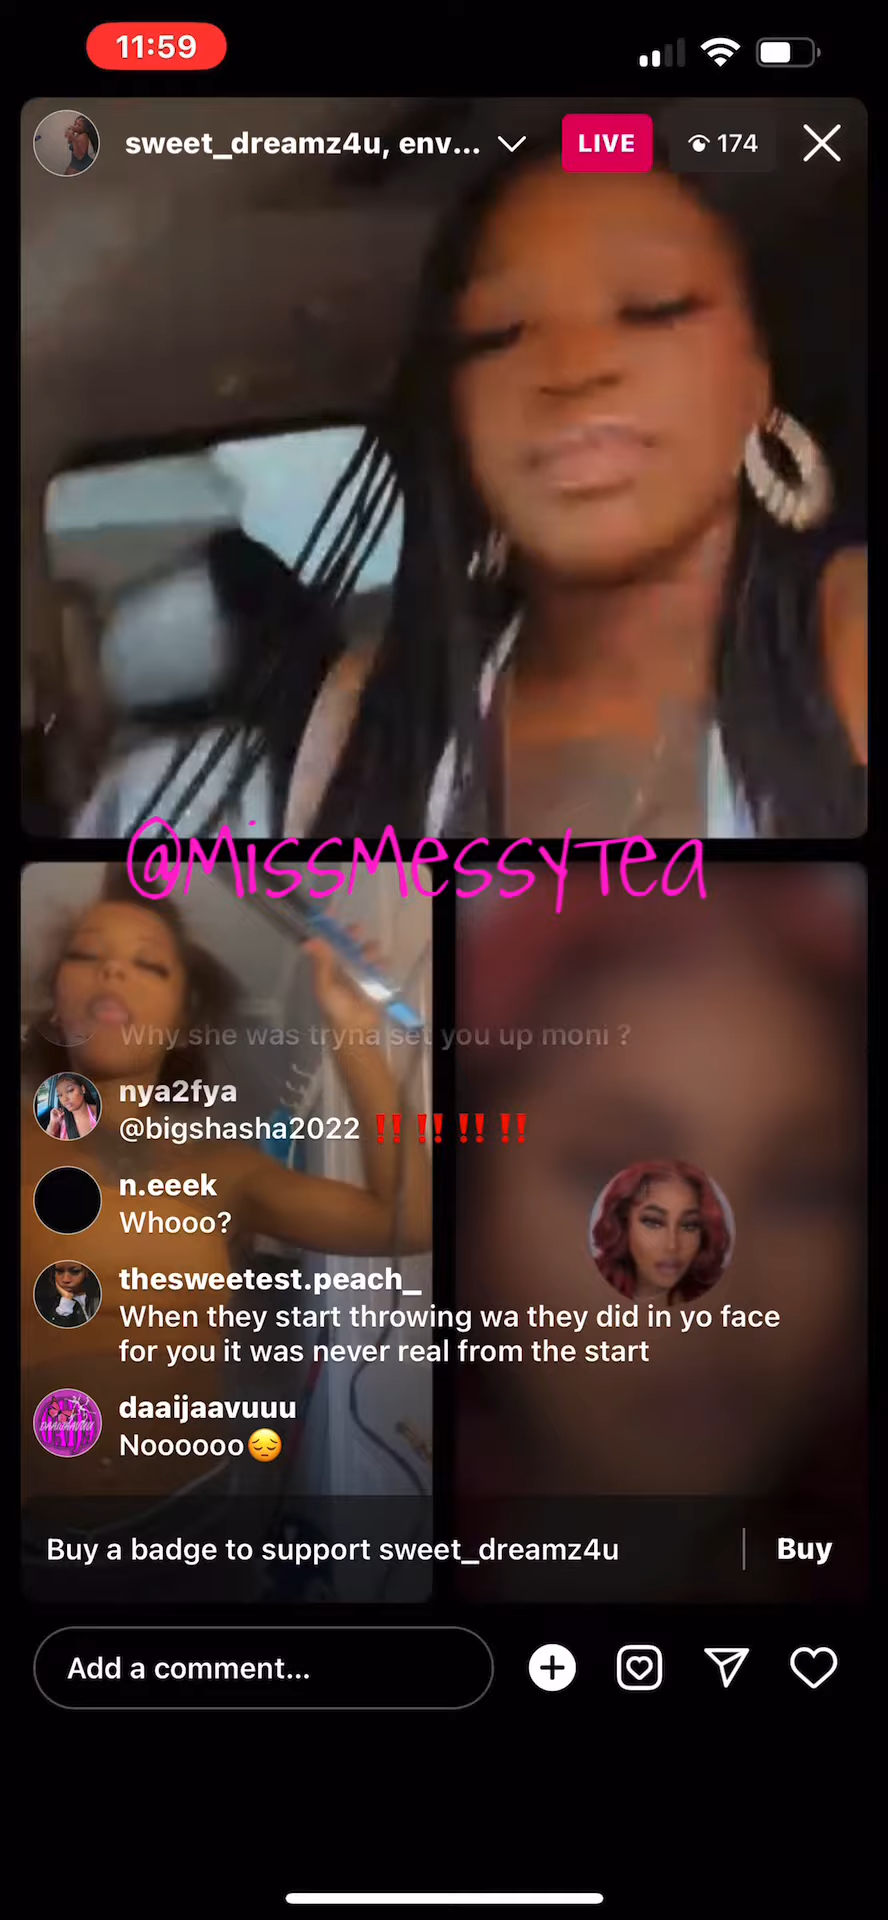 11:59
sweet_dreamz4u, env...
LIVE
174
@MissMessyTea
Why she was tryna set you up moni ?
nya2fya
@bigshasha2022 ‼️ ‼️ ‼️ ‼️
n.eeek
Whooo?
thesweetest.peach_
When they start throwing wa they did in yo face
for you it was never real from the start
daaijaavuuu
Noooooo😔
Buy a badge to support sweet_dreamz4u
Buy
Add a comment...